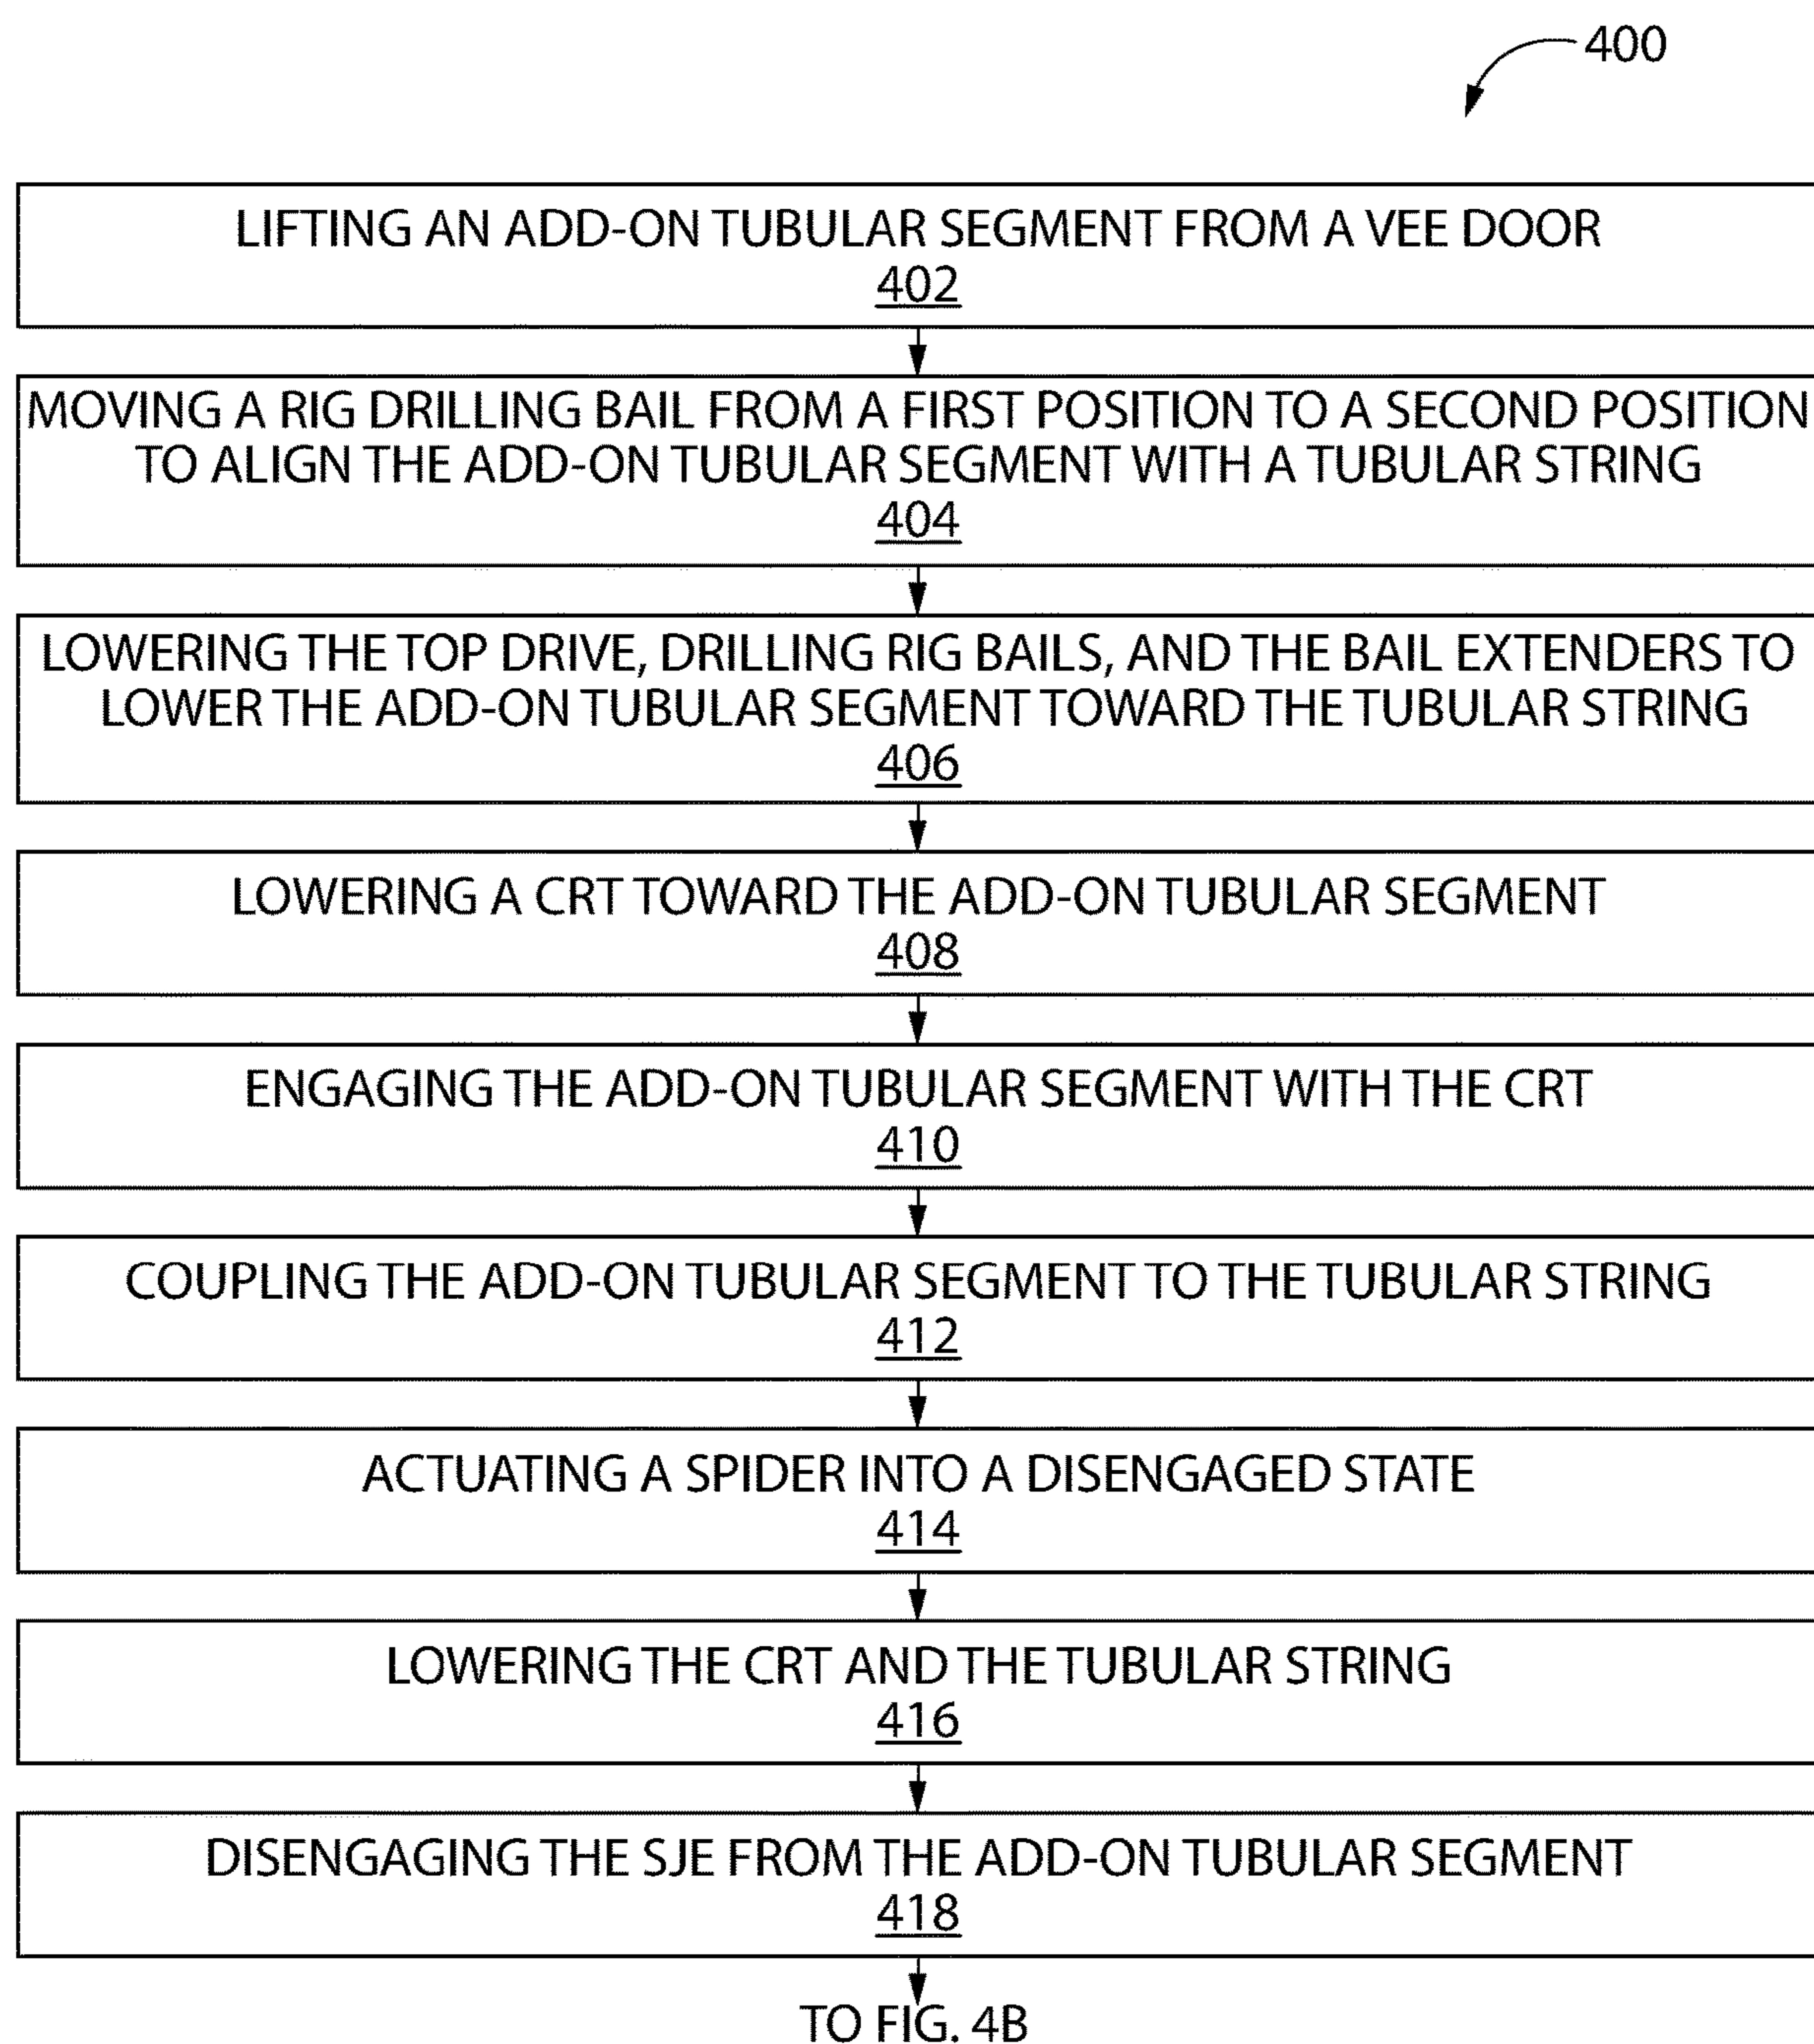 400
LIFTING AN ADD-ON TUBULAR SEGMENT FROM A VEE DOOR
402
MOVING A RIG DRILLING BAIL FROM A FIRST POSITION TO A SECOND POSITION
TO ALIGN THE ADD-ON TUBULAR SEGMENT WITH A TUBULAR STRING
404
LOWERING THE TOP DRIVE, DRILLING RIG BAILS, AND THE BAIL EXTENDERS TO
LOWER THE ADD-ON TUBULAR SEGMENT TOWARD THE TUBULAR STRING
406
LOWERING A CRT TOWARD THE ADD-ON TUBULAR SEGMENT
408
ENGAGING THE ADD-ON TUBULAR SEGMENT WITH THE CRT
410
COUPLING THE ADD-ON TUBULAR SEGMENT TO THE TUBULAR STRING
412
ACTUATING A SPIDER INTO A DISENGAGED STATE
414
LOWERING THE CRT AND THE TUBULAR STRING
416
DISENGAGING THE SJE FROM THE ADD-ON TUBULAR SEGMENT
418
TO FIG. 4B